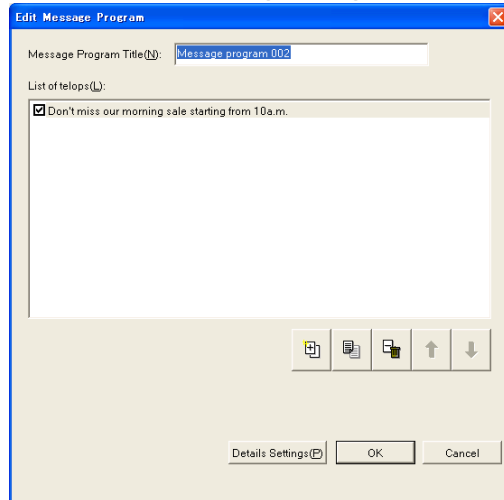 Edit Message Program
Message Program Title(N): Message program 002
List of telops(L):
Don't miss our morning sale starting from 10a.m.
Details Settings(P) OK Cancel